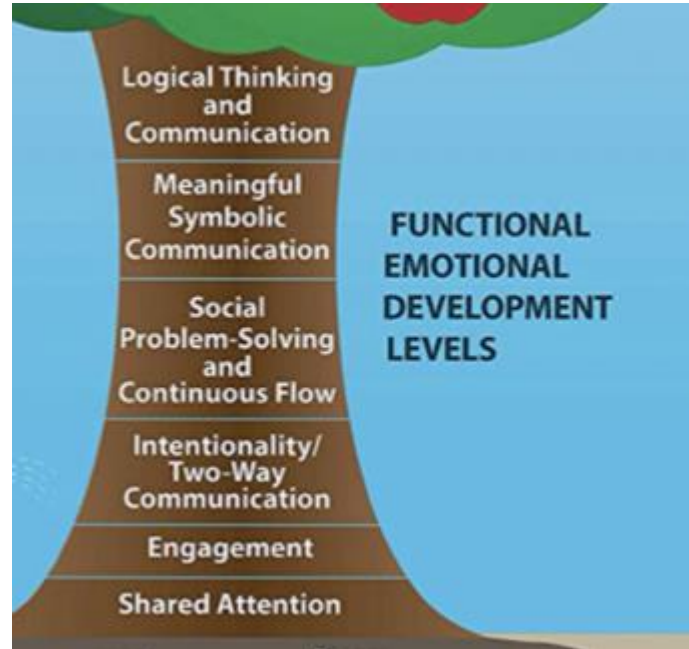 Logical Thinking
and
Communication
Meaningful
Symbolic
Communication
Social
Problem-Solving
and
Continuous Flow
Intentionality/
Two-Way
Communication
Engagement
Shared Attention
FUNCTIONAL
EMOTIONAL
DEVELOPMENT
LEVELS